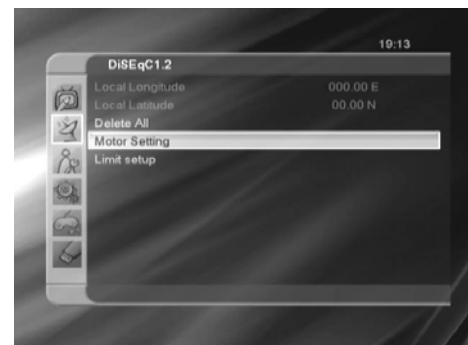 19:13
DiSEqC1.2
Local Longitude 000.00 E
Local Latitude 00.00 N
Delete All
Motor Setting
Limit setup